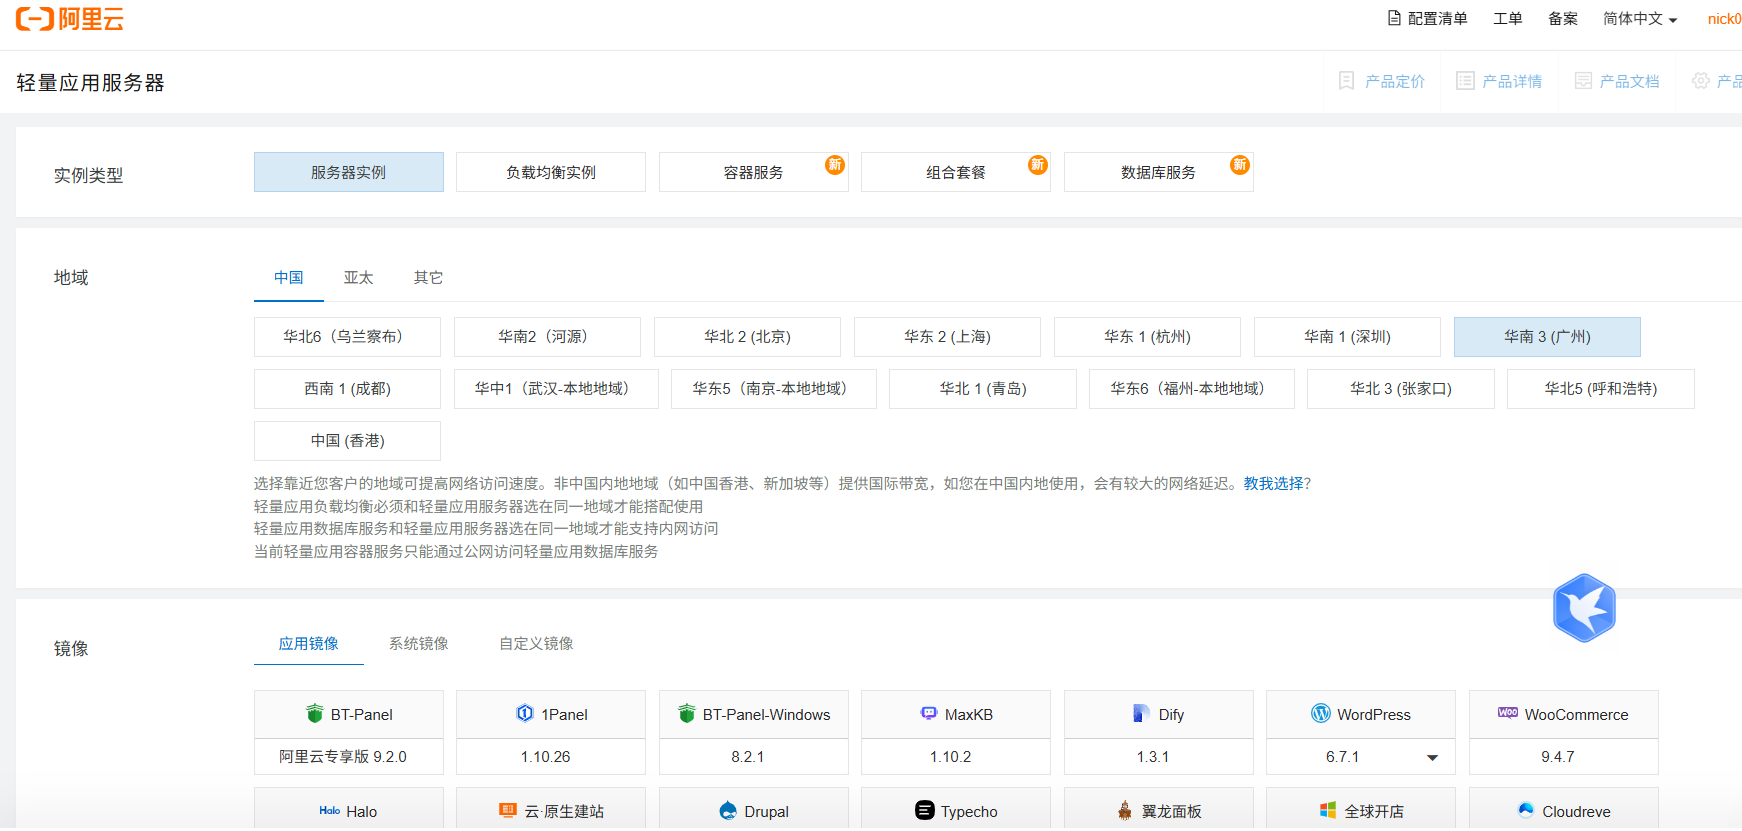 阿里云
配置清单 工单 备案 简体中文 nick0
轻量应用服务器
产品定价 产品详情 产品文档 产品
实例类型
服务器实例 负载均衡实例 容器服务 新 组合套餐 新 数据库服务 新
地域
中国 亚太 其它
华北6（乌兰察布） 华南2（河源） 华北 2 (北京) 华东 2 (上海) 华东 1 (杭州) 华南 1 (深圳) 华南 3 (广州)
西南 1 (成都) 华中1（武汉-本地地域） 华东5（南京-本地地域） 华北 1 (青岛) 华东6（福州-本地地域） 华北 3 (张家口) 华北5 (呼和浩特)
中国 (香港)
选择靠近您客户的地域可提高网络访问速度。非中国内地地域（如中国香港、新加坡等）提供国际带宽，如您在中国内地使用，会有较大的网络延迟。教我选择?
轻量应用负载均衡必须和轻量应用服务器选在同一地域才能搭配使用
轻量应用数据库服务和轻量应用服务器选在同一地域才能支持内网访问
当前轻量应用容器服务只能通过公网访问轻量应用数据库服务
镜像
应用镜像 系统镜像 自定义镜像
BT-Panel 1Panel BT-Panel-Windows MaxKB Dify WordPress WOO WooCommerce
阿里云专享版 9.2.0 1.10.26 8.2.1 1.10.2 1.3.1 6.7.1 9.4.7
Halo Halo 云·原生建站 Drupal Typecho 翼龙面板 全球开店 Cloudreve